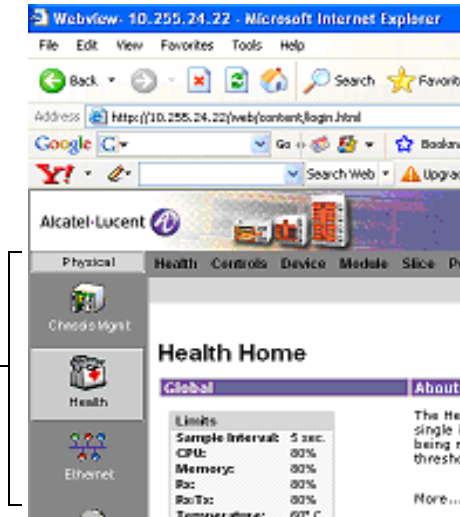 Webview- 10.255.24.22 - Microsoft Internet Explorer
File Edit View Favorites Tools Help
Back Search Favorit
Address http://10.255.24.22/web/content/login.html
Google G Go Bookm
Y! Search Web Upgrad
Alcatel·Lucent
Physical Health Controls Device Module Slice P
Chassis Mgmt
Health Home
Health
Global About
Limits The He
Sample Interval: 5 sec. single
CPU: 80% being
Memory: 80% thresho
Rx: 80%
Ethernet
RxTx: 80% More...
Temperature: 60° C